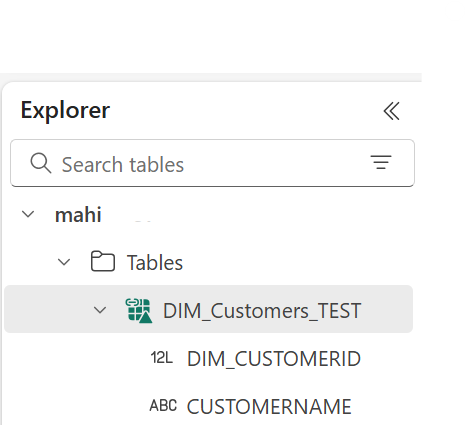 Explorer
Search tables
mahi
Tables
DIM_Customers_TEST
12L DIM_CUSTOMERID
ABC CUSTOMERNAME